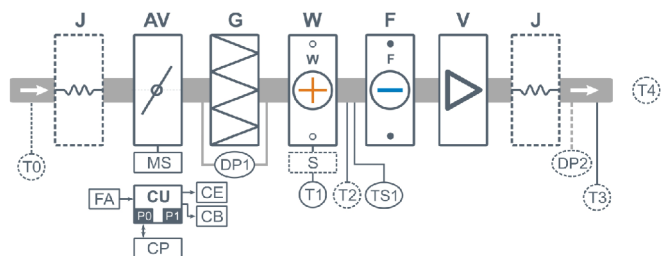 J AV G W F V J
W F
T4
MS DP1 S DP2
T0 T1 T2 TS1 T3
FA CU CE
P0 P1 CB
CP